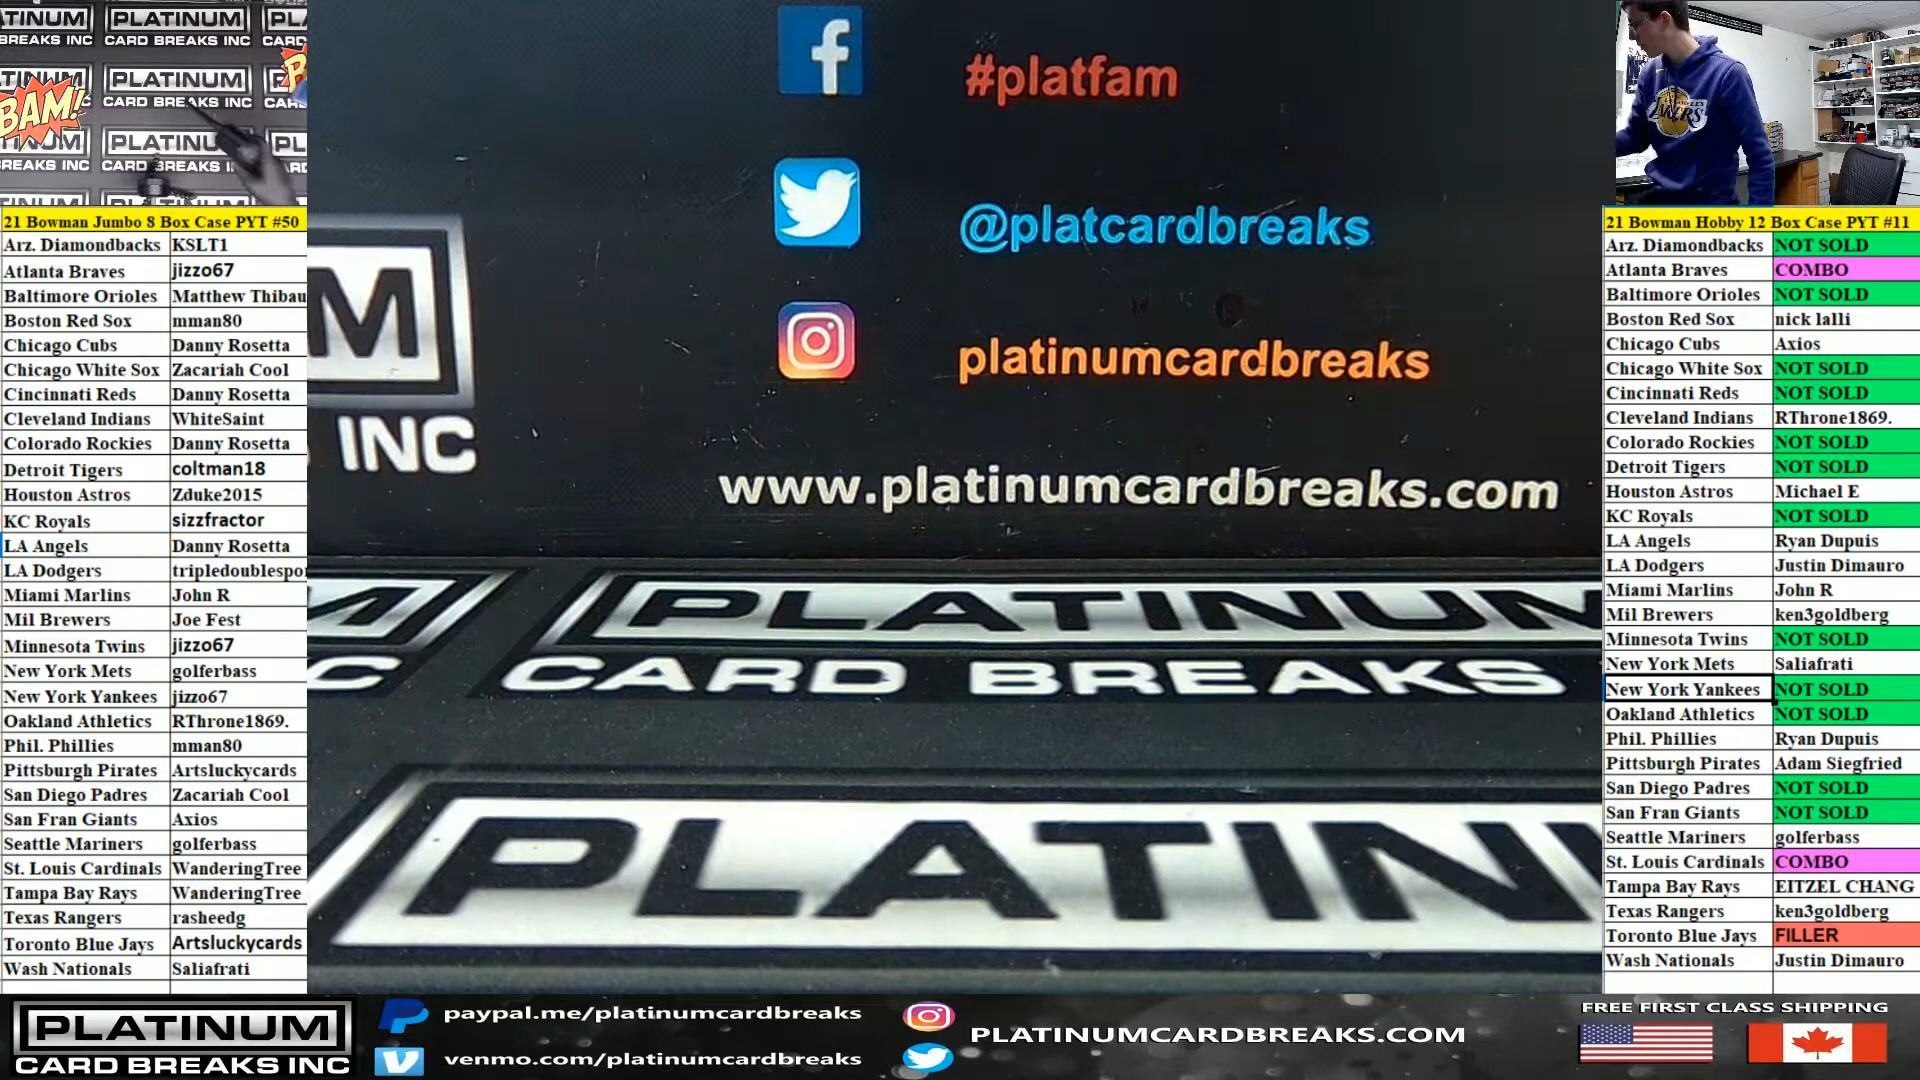 PLATINUM
CARD BREAKS INC
BAM!
#platfam
@platcardbreaks
platinumcardbreaks
www.platinumcardbreaks.com
M
INC
PLATINUM
CARD BREAKS
PLATIN
LAKERS
21 Bowman Jumbo 8 Box Case PYT #50
Arz. Diamondbacks KSLT1
Atlanta Braves jizzo67
Baltimore Orioles Matthew Thibau
Boston Red Sox mman80
Chicago Cubs Danny Rosetta
Chicago White Sox Zacariah Cool
Cincinnati Reds Danny Rosetta
Cleveland Indians WhiteSaint
Colorado Rockies Danny Rosetta
Detroit Tigers coltman18
Houston Astros Zduke2015
KC Royals sizzfractor
LA Angels Danny Rosetta
LA Dodgers tripledoublespor
Miami Marlins John R
Mil Brewers Joe Fest
Minnesota Twins jizzo67
New York Mets golferbass
New York Yankees jizzo67
Oakland Athletics RThrone1869.
Phil. Phillies mman80
Pittsburgh Pirates Artsluckycards
San Diego Padres Zacariah Cool
San Fran Giants Axios
Seattle Mariners golferbass
St. Louis Cardinals WanderingTree
Tampa Bay Rays WanderingTree
Texas Rangers rasheedg
Toronto Blue Jays Artsluckycards
Wash Nationals Saliafrati
21 Bowman Hobby 12 Box Case PYT #11
Arz. Diamondbacks NOT SOLD
Atlanta Braves COMBO
Baltimore Orioles NOT SOLD
Boston Red Sox nick lalli
Chicago Cubs Axios
Chicago White Sox NOT SOLD
Cincinnati Reds NOT SOLD
Cleveland Indians RThrone1869.
Colorado Rockies NOT SOLD
Detroit Tigers NOT SOLD
Houston Astros Michael E
KC Royals NOT SOLD
LA Angels Ryan Dupuis
LA Dodgers Justin Dimauro
Miami Marlins John R
Mil Brewers ken3goldberg
Minnesota Twins NOT SOLD
New York Mets Saliafrati
New York Yankees NOT SOLD
Oakland Athletics NOT SOLD
Phil. Phillies Ryan Dupuis
Pittsburgh Pirates Adam Siegfried
San Diego Padres NOT SOLD
San Fran Giants NOT SOLD
Seattle Mariners golferbass
St. Louis Cardinals COMBO
Tampa Bay Rays EITZEL CHANG
Texas Rangers ken3goldberg
Toronto Blue Jays FILLER
Wash Nationals Justin Dimauro
PLATINUM
CARD BREAKS INC
paypal.me/platinumcardbreaks
venmo.com/platinumcardbreaks
PLATINUMCARDBREAKS.COM
FREE FIRST CLASS SHIPPING